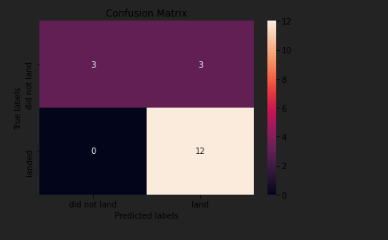 Confusion Matrix
12
10
8
6
4
2
0
True labels
did not land
landed
3 3
0 12
did not land land
Predicted labels